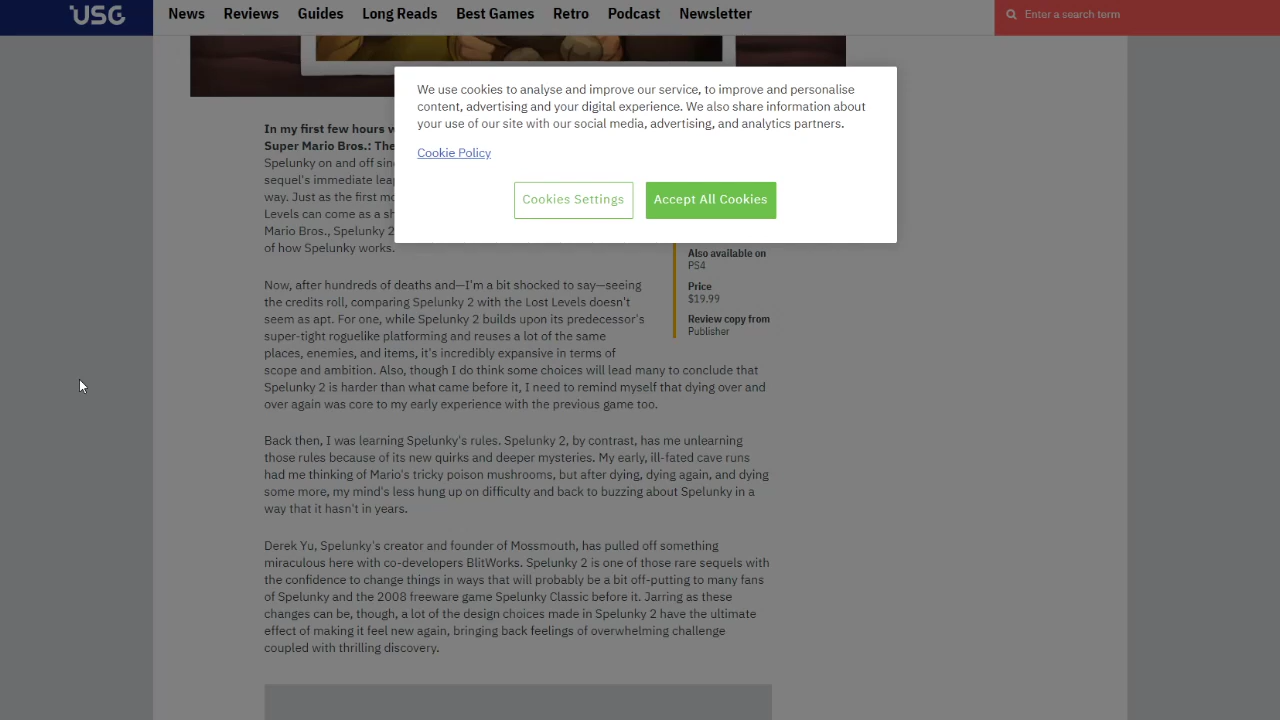 USG
News
Reviews
Guides
Long Reads
Best Games
Retro
Podcast
Newsletter
Enter a search term
We use cookies to analyse and improve our service, to improve and personalise
content, advertising and your digital experience. We also share information about
your use of our site with our social media, advertising, and analytics partners.
Cookie Policy
Cookies Settings
Accept All Cookies
In my first few hours
Super Mario Bros.: The
Spelunky on and off
sequel's immediate
way. Just as the first
Levels can come as a
Mario Bros., Spelunky 2
of how Spelunky works.
Also available on
PS4
Price
$19.99
Review copy from
Publisher
Now, after hundreds of deaths and—I'm a bit shocked to say—seeing
the credits roll, comparing Spelunky 2 with the Lost Levels doesn't
seem as apt. For one, while Spelunky 2 builds upon its predecessor's
super-tight roguelike platforming and reuses a lot of the same
places, enemies, and items, it's incredibly expansive in terms of
scope and ambition. Also, though I do think some choices will lead many to conclude that
Spelunky 2 is harder than what came before it, I need to remind myself that dying over and
over again was core to my early experience with the previous game too.
Back then, I was learning Spelunky's rules. Spelunky 2, by contrast, has me unlearning
those rules because of its new quirks and deeper mysteries. My early, ill-fated cave runs
had me thinking of Mario's tricky poison mushrooms, but after dying, dying again, and dying
some more, my mind's less hung up on difficulty and back to buzzing about Spelunky in a
way that it hasn't in years.
Derek Yu, Spelunky's creator and founder of Mossmouth, has pulled off something
miraculous here with co-developers BlitWorks. Spelunky 2 is one of those rare sequels with
the confidence to change things in ways that will probably be a bit off-putting to many fans
of Spelunky and the 2008 freeware game Spelunky Classic before it. Jarring as these
changes can be, though, a lot of the design choices made in Spelunky 2 have the ultimate
effect of making it feel new again, bringing back feelings of overwhelming challenge
coupled with thrilling discovery.